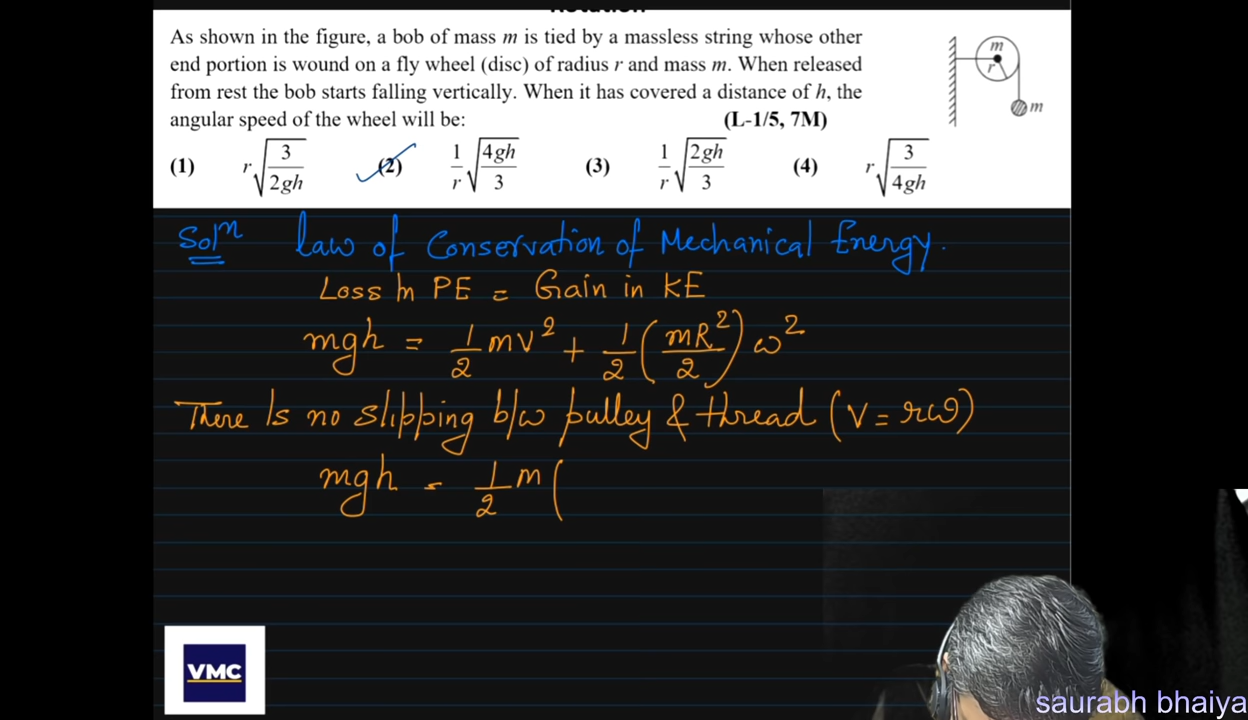 Rotation
As shown in the figure, a bob of mass m is tied by a massless string whose other
end portion is wound on a fly wheel (disc) of radius r and mass m. When released
from rest the bob starts falling vertically. When it has covered a distance of h, the
angular speed of the wheel will be: (L-1/5, 7M)
(1) r√(3/2gh) (2) 1/r √(4gh/3) (3) 1/r √(2gh/3) (4) r√(3/4gh)
m
r
m
Solⁿ Law of Conservation of Mechanical Energy.
Loss In PE = Gain in KE
mgh = 1/2 mv² + 1/2 (mR²/2) ω²
There Is no slipping b/w pulley & thread (V = rω)
mgh = 1/2 m (
VMC
saurabh bhaiya